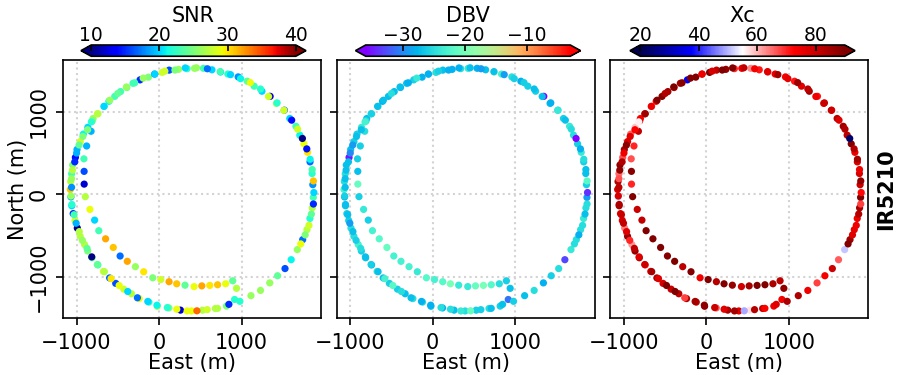 SNR DBV Xc
10 20 30 40 −30 −20 −10 20 40 60 80
North (m)
1000
0
−1000
IR5210
−1000 0 1000 −1000 0 1000 −1000 0 1000
East (m) East (m) East (m)